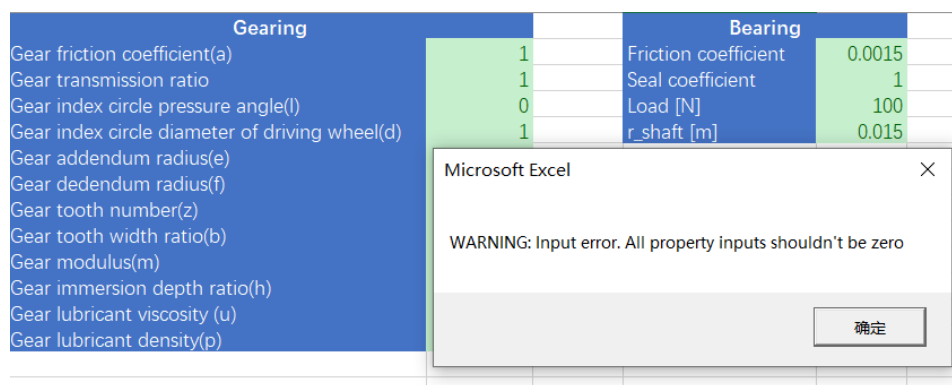 Gearing Bearing
Gear friction coefficient(a) 1 Friction coefficient 0.0015
Gear transmission ratio 1 Seal coefficient 1
Gear index circle pressure angle(l) 0 Load [N] 100
Gear index circle diameter of driving wheel(d) 1 r_shaft [m] 0.015
Gear addendum radius(e)
Gear dedendum radius(f)
Gear tooth number(z)
Gear tooth width ratio(b)
Gear modulus(m)
Gear immersion depth ratio(h)
Gear lubricant viscosity (u)
Gear lubricant density(p)
Microsoft Excel
WARNING: Input error. All property inputs shouldn't be zero
确定